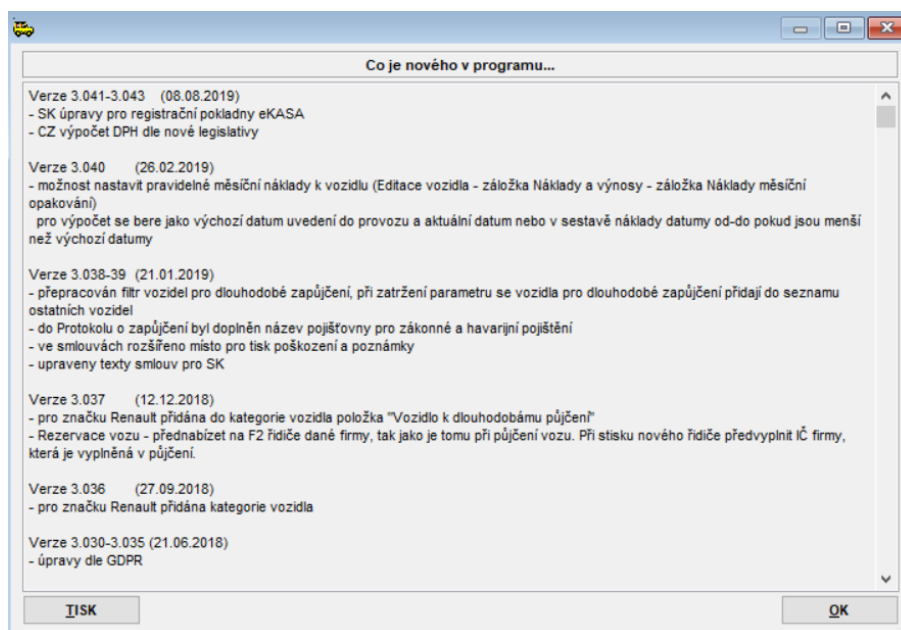 Co je nového v programu...
Verze 3.041-3.043 (08.08.2019)
- SK úpravy pro registrační pokladny eKASA
- CZ výpočet DPH dle nové legislativy
Verze 3.040 (26.02.2019)
- možnost nastavit pravidelné měsíční náklady k vozidlu (Editace vozidla - záložka Náklady a výnosy - záložka Náklady měsíční
opakování)
pro výpočet se bere jako výchozí datum uvedení do provozu a aktuální datum nebo v sestavě náklady datumy od-do pokud jsou menší
než výchozí datumy
Verze 3.038-39 (21.01.2019)
- přepracován filtr vozidel pro dlouhodobé zapůjčení, při zatržení parametru se vozidla pro dlouhodobé zapůjčení přidají do seznamu
ostatních vozidel
- do Protokolu o zapůjčení byl doplněn název pojišťovny pro zákonné a havarijní pojištění
- ve smlouvách rozšířeno místo pro tisk poškození a poznámky
- upraveny texty smluv pro SK
Verze 3.037 (12.12.2018)
- pro značku Renault přidána do kategorie vozidla položka "Vozidlo k dlouhodobámu půjčení"
- Rezervace vozu - přednabízet na F2 řidiče dané firmy, tak jako je tomu při půjčení vozu. Při stisku nového řidiče předvyplnit IČ firmy,
která je vyplněná v půjčení.
Verze 3.036 (27.09.2018)
- pro značku Renault přidána kategorie vozidla
Verze 3.030-3.035 (21.06.2018)
- úpravy dle GDPR
TISK
OK